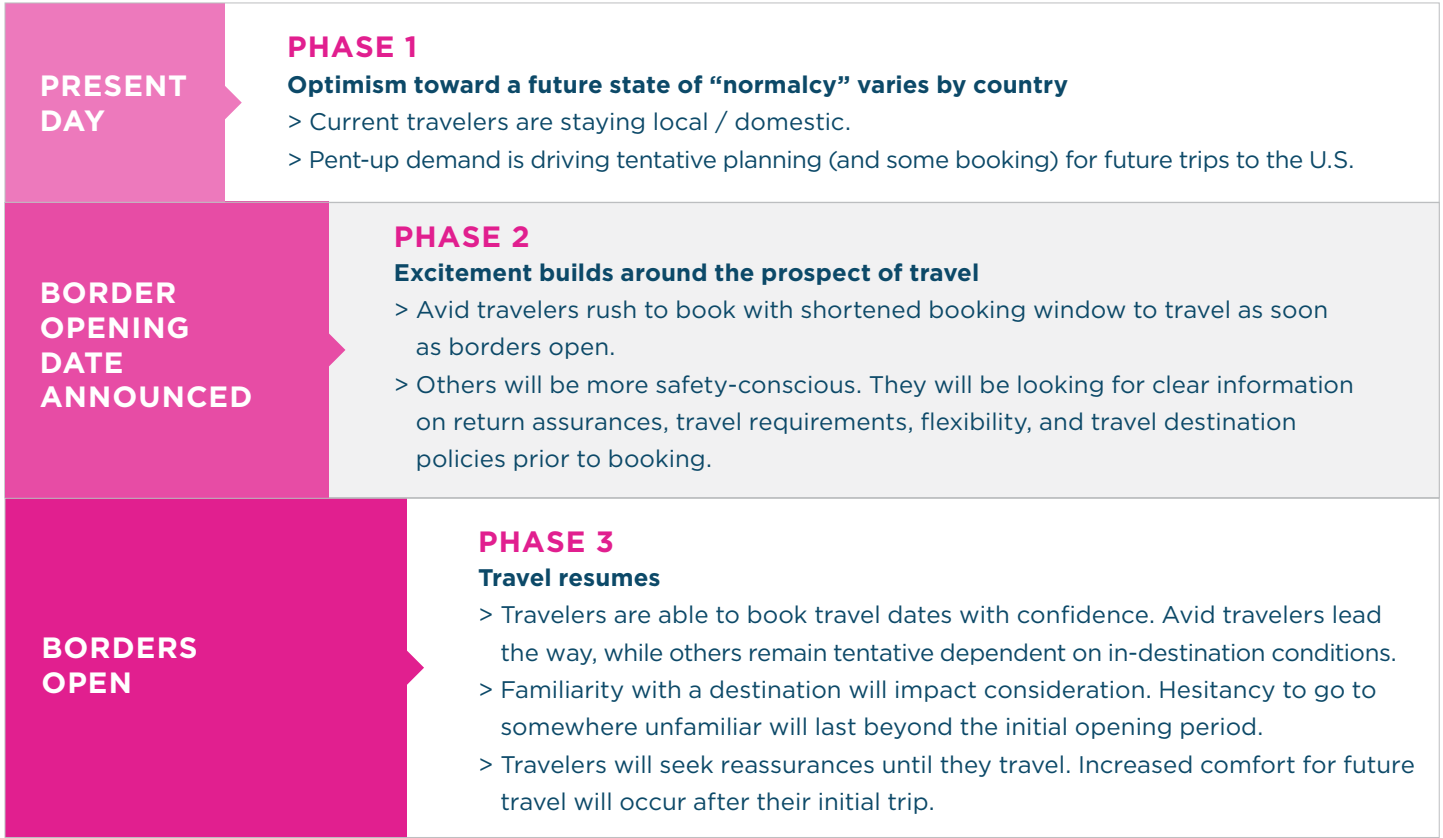 PRESENT
DAY
PHASE 1
Optimism toward a future state of “normalcy” varies by country
> Current travelers are staying local / domestic.
> Pent-up demand is driving tentative planning (and some booking) for future trips to the U.S.
BORDER
OPENING
DATE
ANNOUNCED
PHASE 2
Excitement builds around the prospect of travel
> Avid travelers rush to book with shortened booking window to travel as soon
as borders open.
> Others will be more safety-conscious. They will be looking for clear information
on return assurances, travel requirements, flexibility, and travel destination
policies prior to booking.
BORDERS
OPEN
PHASE 3
Travel resumes
> Travelers are able to book travel dates with confidence. Avid travelers lead
the way, while others remain tentative dependent on in-destination conditions.
> Familiarity with a destination will impact consideration. Hesitancy to go to
somewhere unfamiliar will last beyond the initial opening period.
> Travelers will seek reassurances until they travel. Increased comfort for future
travel will occur after their initial trip.